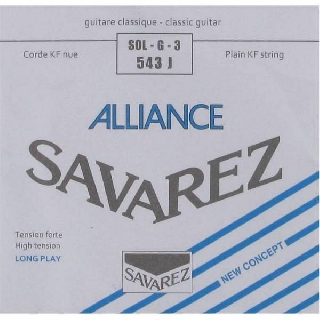 guitare classique - classic guitar
Corde KF nue
SOL - G - 3
543 J
Plain KF string
ALLIANCE
SAVAREZ
Tension forte
High tension
LONG PLAY
SAVAREZ
NEW CONCEPT